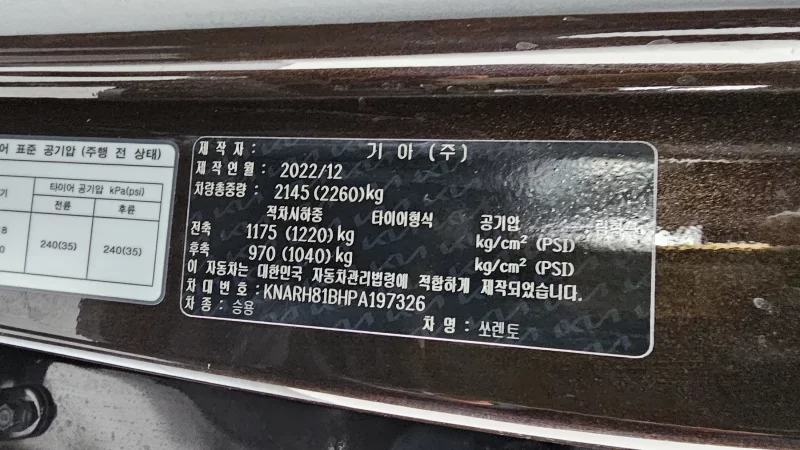 어 표준 공기압 (주행 전 상태)
타이어 공기압 kPa(psi)
전륜 후륜
240(35) 240(35)
제작자 : 기아 (주)
제작연월 : 2022/12
차량총중량 : 2145 (2260)kg
적차시하중 타이어형식 공기압
전축 1175 (1220) kg kg/cm² (PSI)
후축 970 (1040) kg kg/cm² (PSI)
이 자동차는 대한민국 자동차관리법령에 적합하게 제작되었습니다.
차대번호 : KNARH81BHPA197326
차종 : 승용 차명 : 쏘렌토